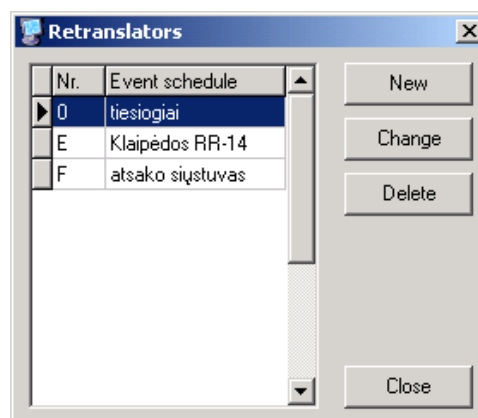 Retranslators
Nr. Event schedule
0 tiesiogiai
E Klaipėdos RR-14
F atsako siųstuvas
New
Change
Delete
Close